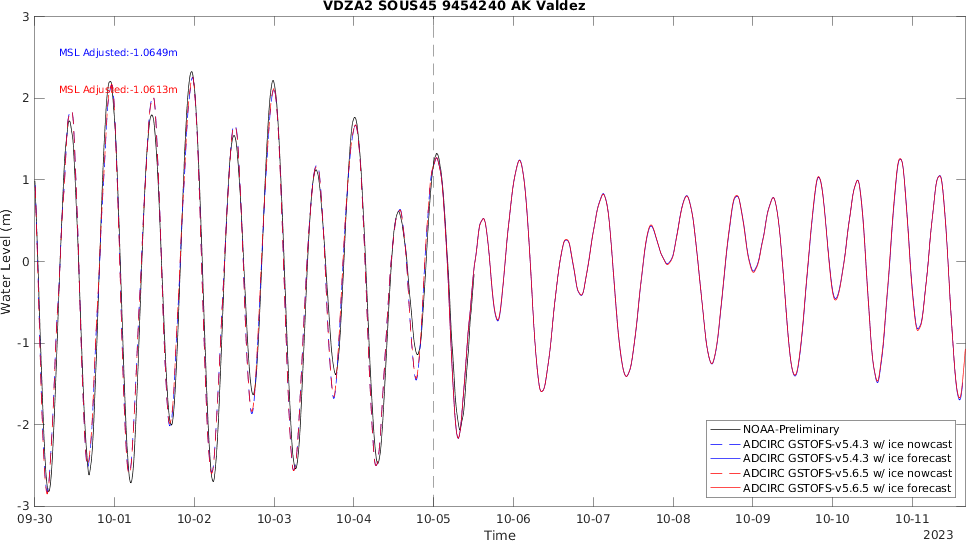 VDZA2 SOUS45 9454240 AK Valdez
3
MSL Adjusted:-1.0649m
MSL Adjusted:-1.0613m
2
1
0
-1
-2
-3
Water Level (m)
NOAA-Preliminary
ADCIRC GSTOFS-v5.4.3 w/ ice nowcast
ADCIRC GSTOFS-v5.4.3 w/ ice forecast
ADCIRC GSTOFS-v5.6.5 w/ ice nowcast
ADCIRC GSTOFS-v5.6.5 w/ ice forecast
09-30 10-01 10-02 10-03 10-04 10-05 10-06 10-07 10-08 10-09 10-10 10-11
Time
2023